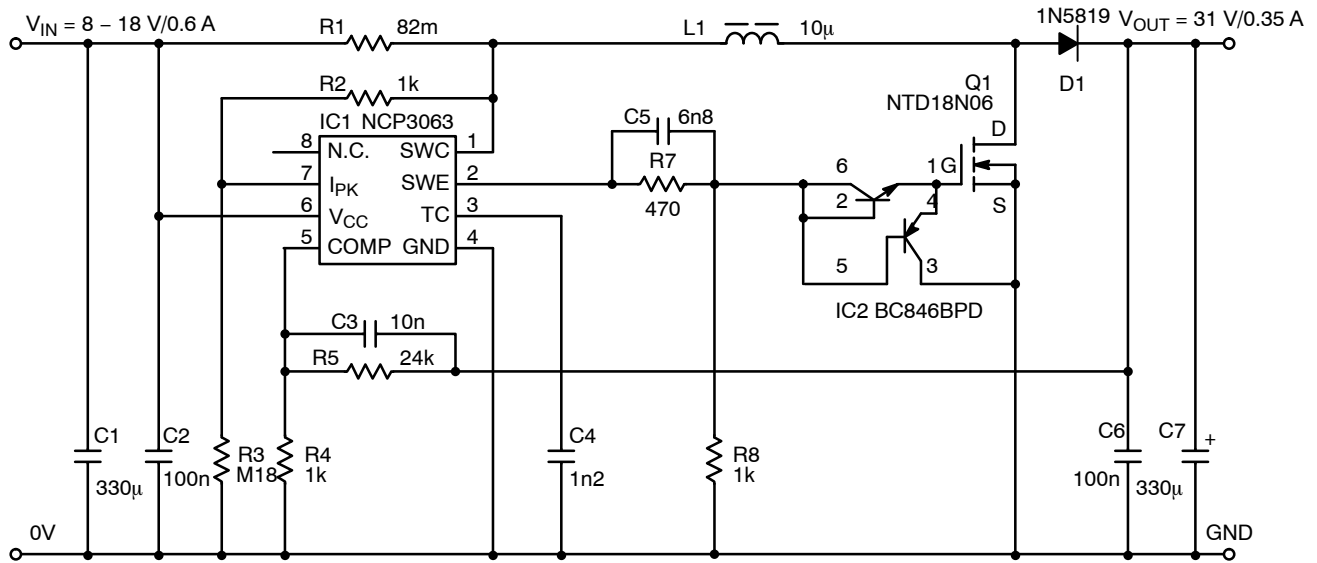 V_IN = 8 – 18 V/0.6 A
R1 82m
L1 10μ
1N5819
V_OUT = 31 V/0.35 A
D1
R2 1k
Q1
NTD18N06
IC1 NCP3063
8 N.C. SWC 1
7 I_PK SWE 2
6 V_CC TC 3
5 COMP GND 4
C5 6n8
R7
470
6
2
1 G
D
S
4
5
3
IC2 BC846BPD
C3 10n
R5 24k
C1
330μ
C2
100n
R3
M18
R4
1k
C4
1n2
R8
1k
C6
100n
C7
+
330μ
0V
GND